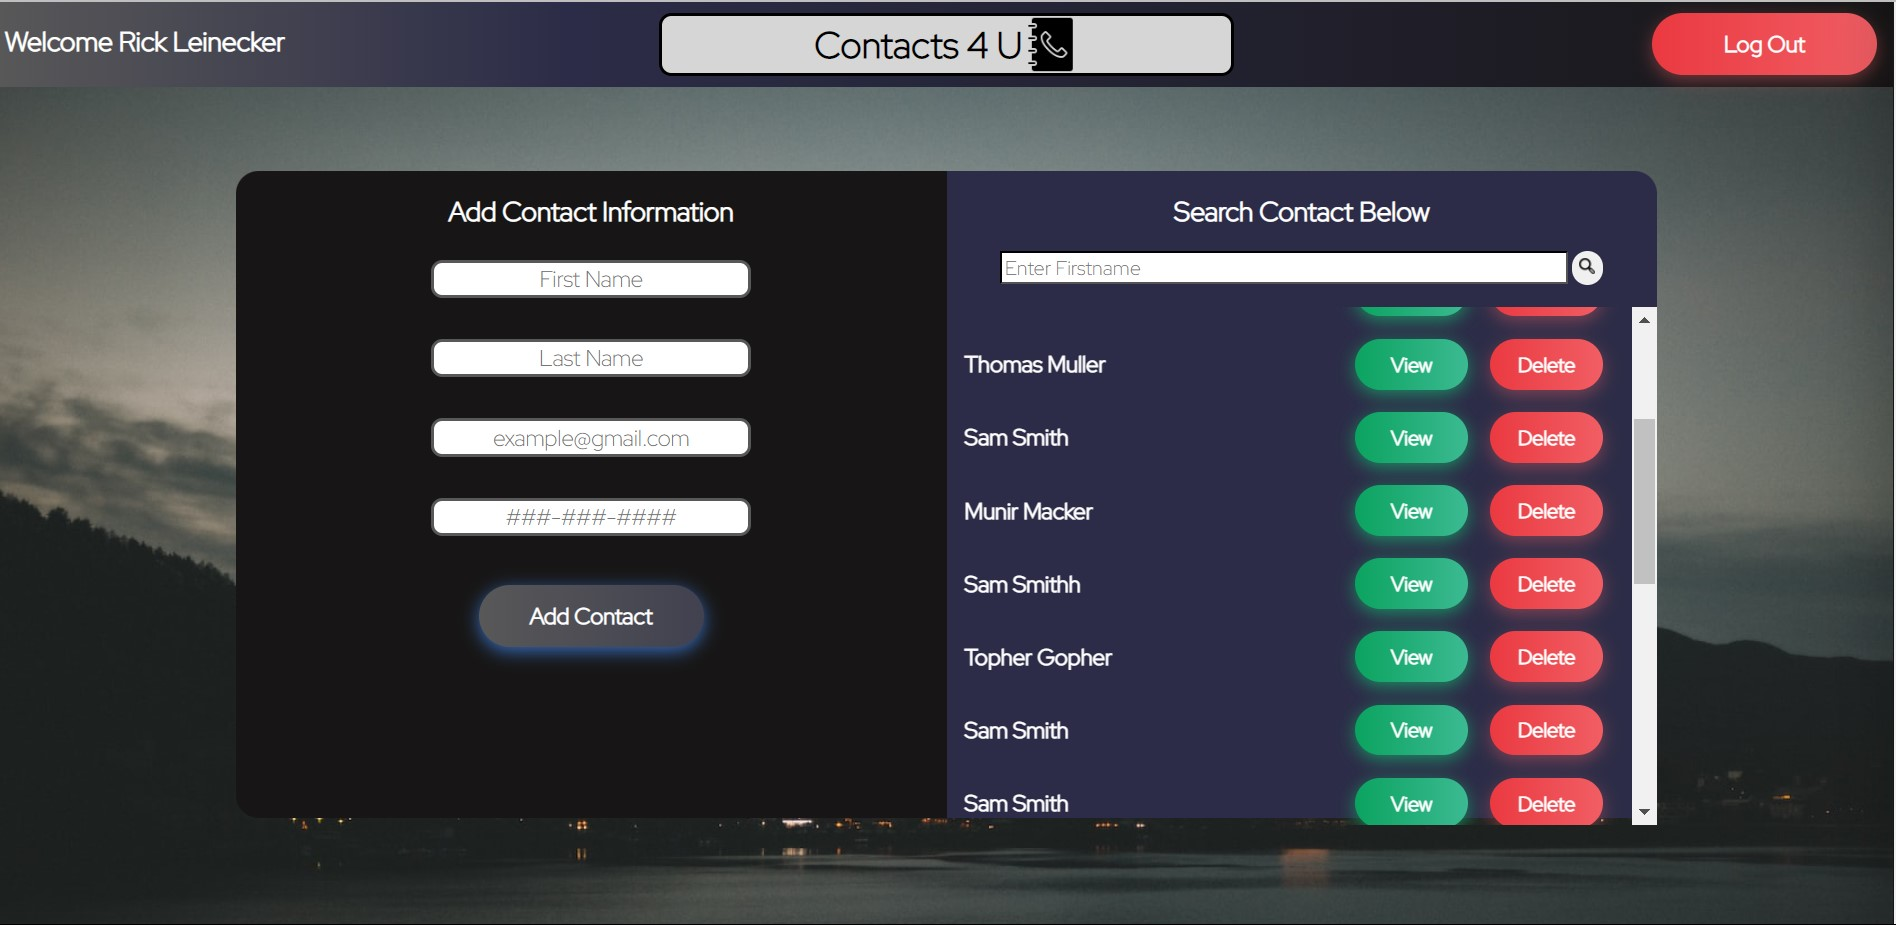 Welcome Rick Leinecker
Contacts 4 U
Log Out
Add Contact Information
First Name
Last Name
example@gmail.com
###-###-####
Add Contact
Search Contact Below
Enter Firstname
Thomas Muller View Delete
Sam Smith View Delete
Munir Macker View Delete
Sam Smithh View Delete
Topher Gopher View Delete
Sam Smith View Delete
Sam Smith View Delete